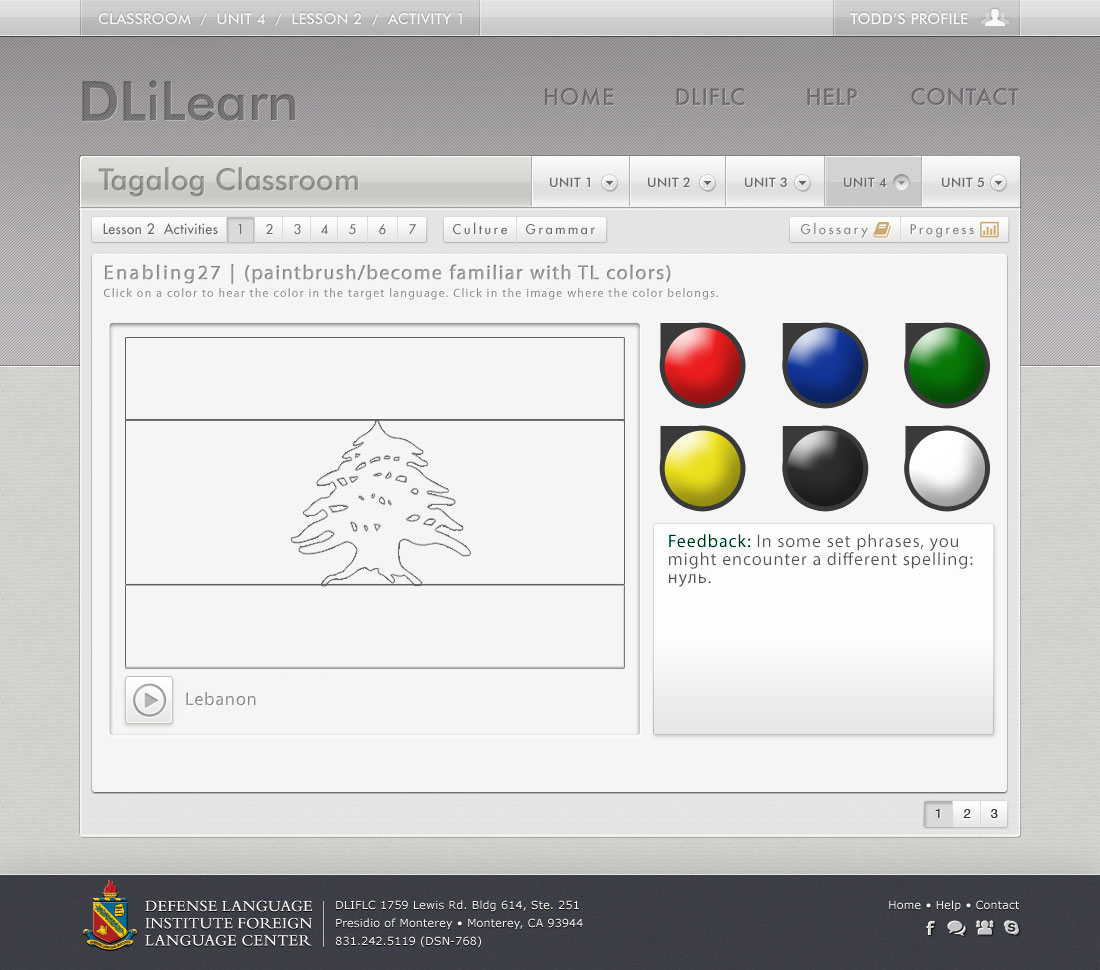 CLASSROOM / UNIT 4 / LESSON 2 / ACTIVITY 1
TODD'S PROFILE
DLiLearn
HOME
DLIFLC
HELP
CONTACT
Tagalog Classroom
UNIT 1
UNIT 2
UNIT 3
UNIT 4
UNIT 5
Lesson 2 Activities 1 2 3 4 5 6 7
Culture
Grammar
Glossary
Progress
Enabling27 | (paintbrush/become familiar with TL colors)
Click on a color to hear the color in the target language. Click in the image where the color belongs.
Feedback: In some set phrases, you
might encounter a different spelling:
нуль.
Lebanon
1 2 3
DEFENSE LANGUAGE
INSTITUTE FOREIGN
LANGUAGE CENTER
DLIFLC 1759 Lewis Rd. Bldg 614, Ste. 251
Presidio of Monterey • Monterey, CA 93944
831.242.5119 (DSN-768)
Home • Help • Contact